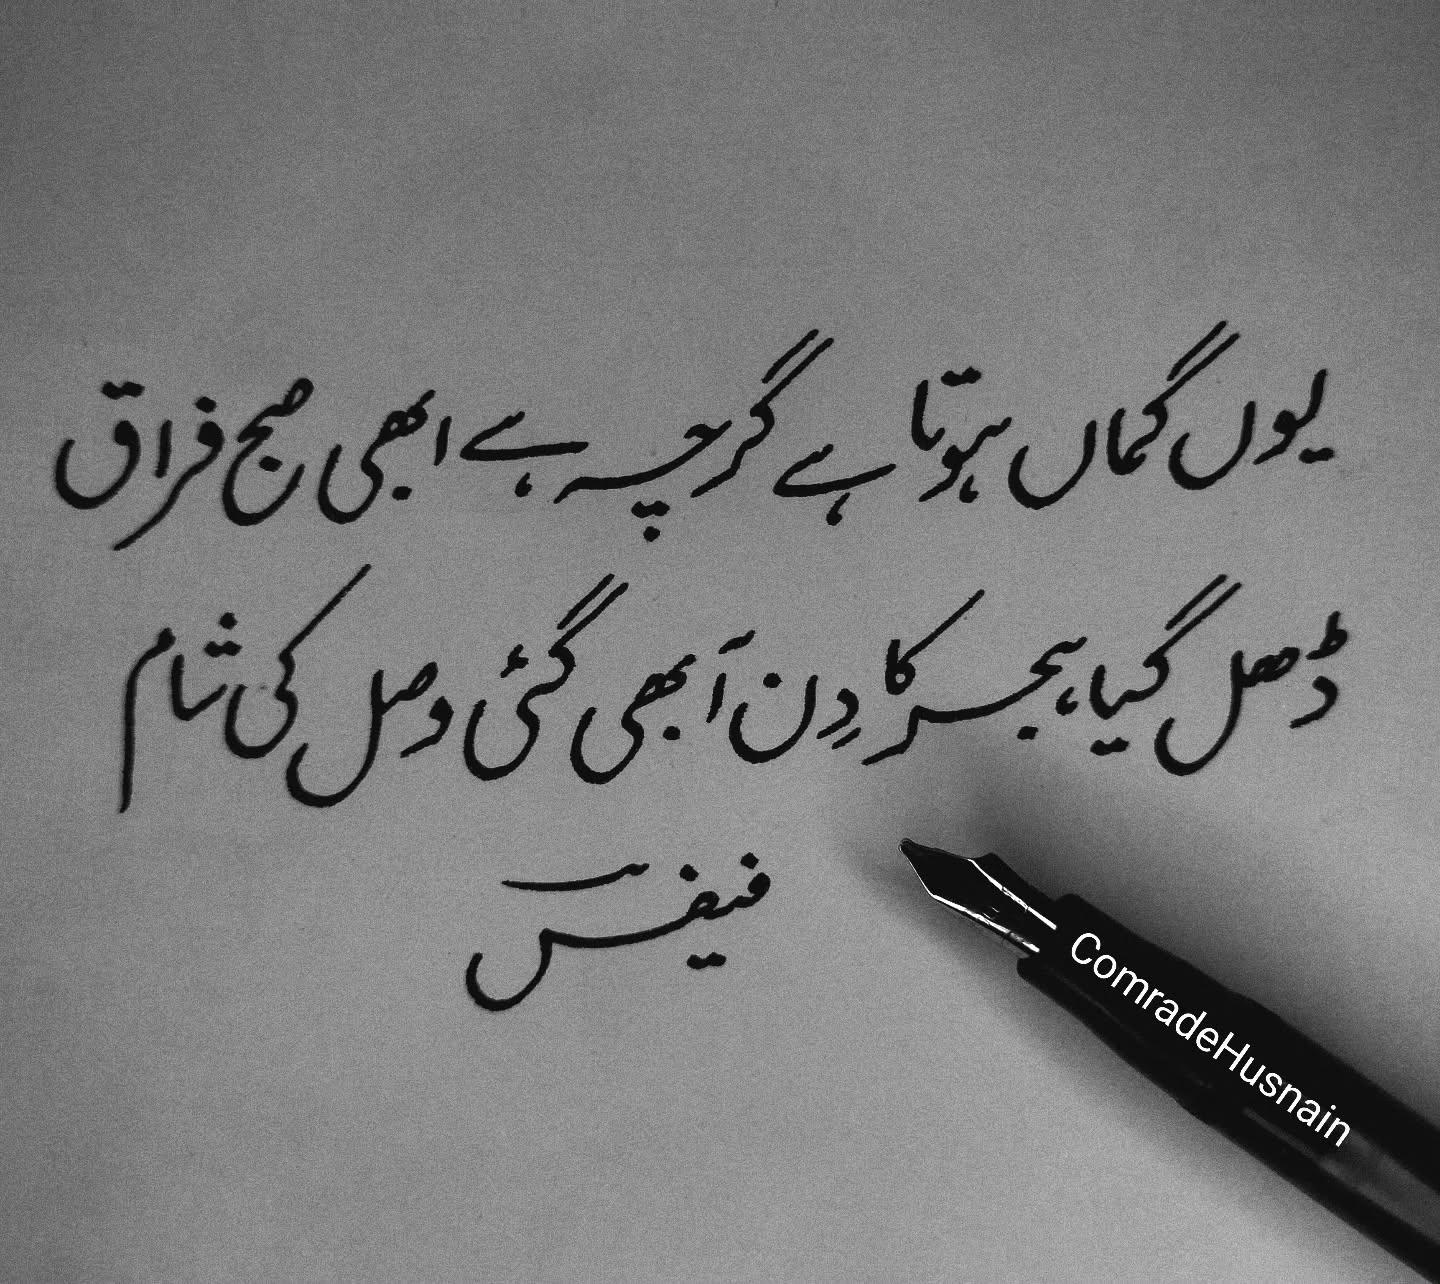 یوں گماں ہوتا ہے گرچہ ہے ابھی صبح فراق
ڈھل گیا، ہجر کا دِن آ بھی گئی وصل کی شام
فیضؔ
ComradeHusnain